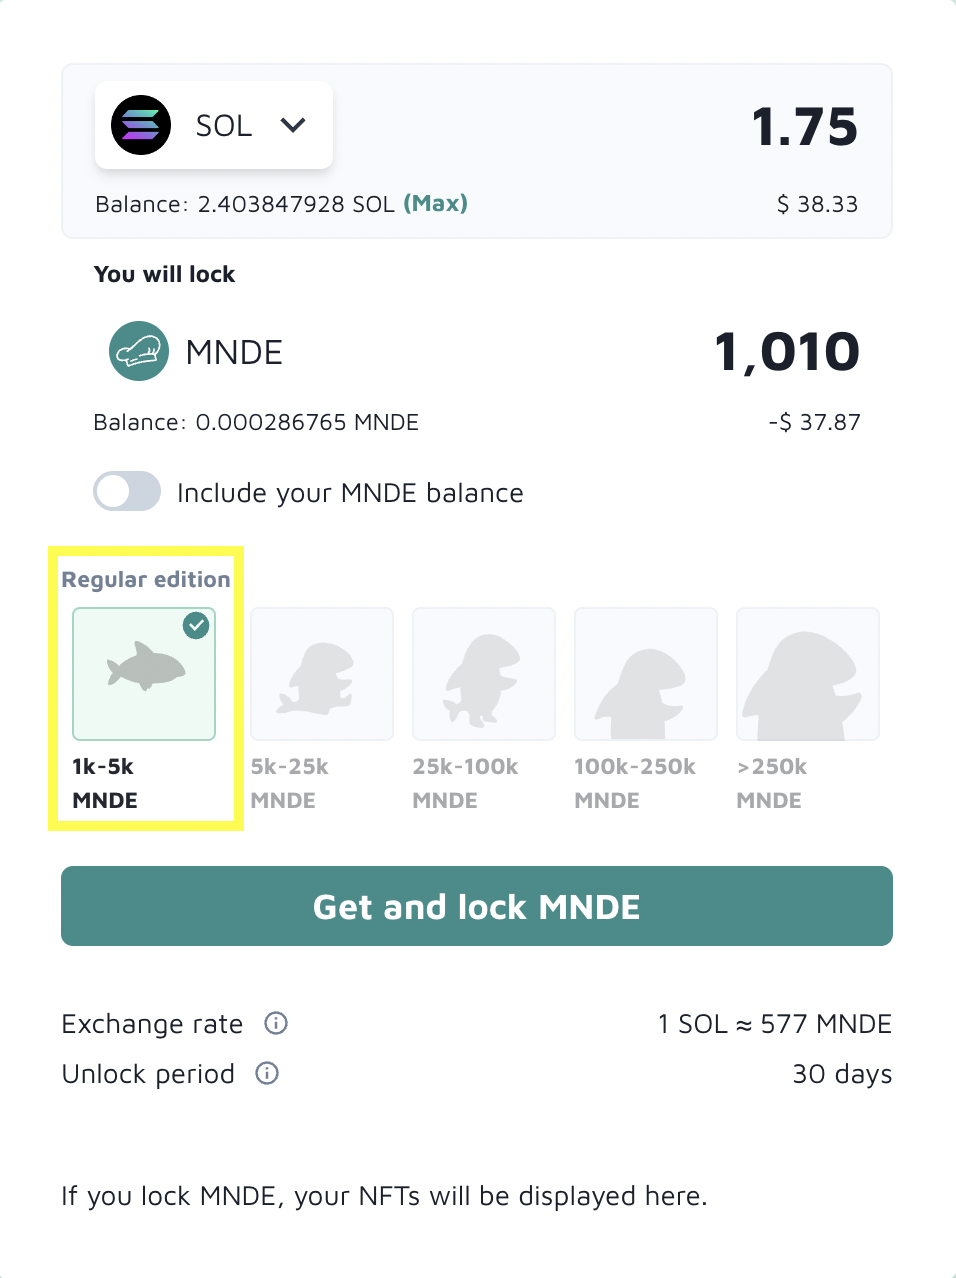 SOL
1.75
Balance: 2.403847928 SOL (Max)
$ 38.33
You will lock
MNDE
1,010
Balance: 0.000286765 MNDE
-$ 37.87
Include your MNDE balance
Regular edition
1k-5k
MNDE
5k-25k
MNDE
25k-100k
MNDE
100k-250k
MNDE
>250k
MNDE
Get and lock MNDE
Exchange rate
1 SOL ≈ 577 MNDE
Unlock period
30 days
If you lock MNDE, your NFTs will be displayed here.